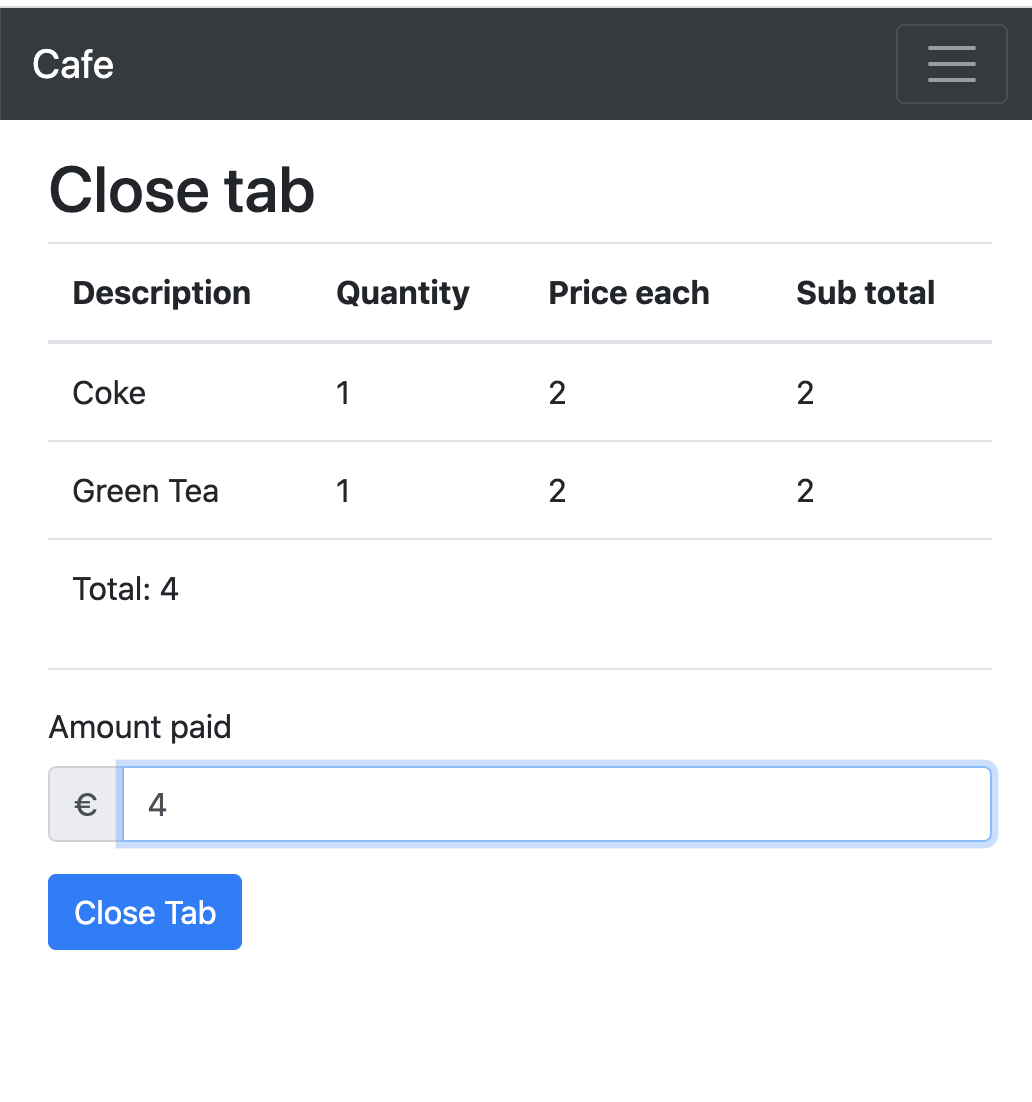 Cafe
Close tab
Description Quantity Price each Sub total
Coke 1 2 2
Green Tea 1 2 2
Total: 4
Amount paid
€ 4
Close Tab